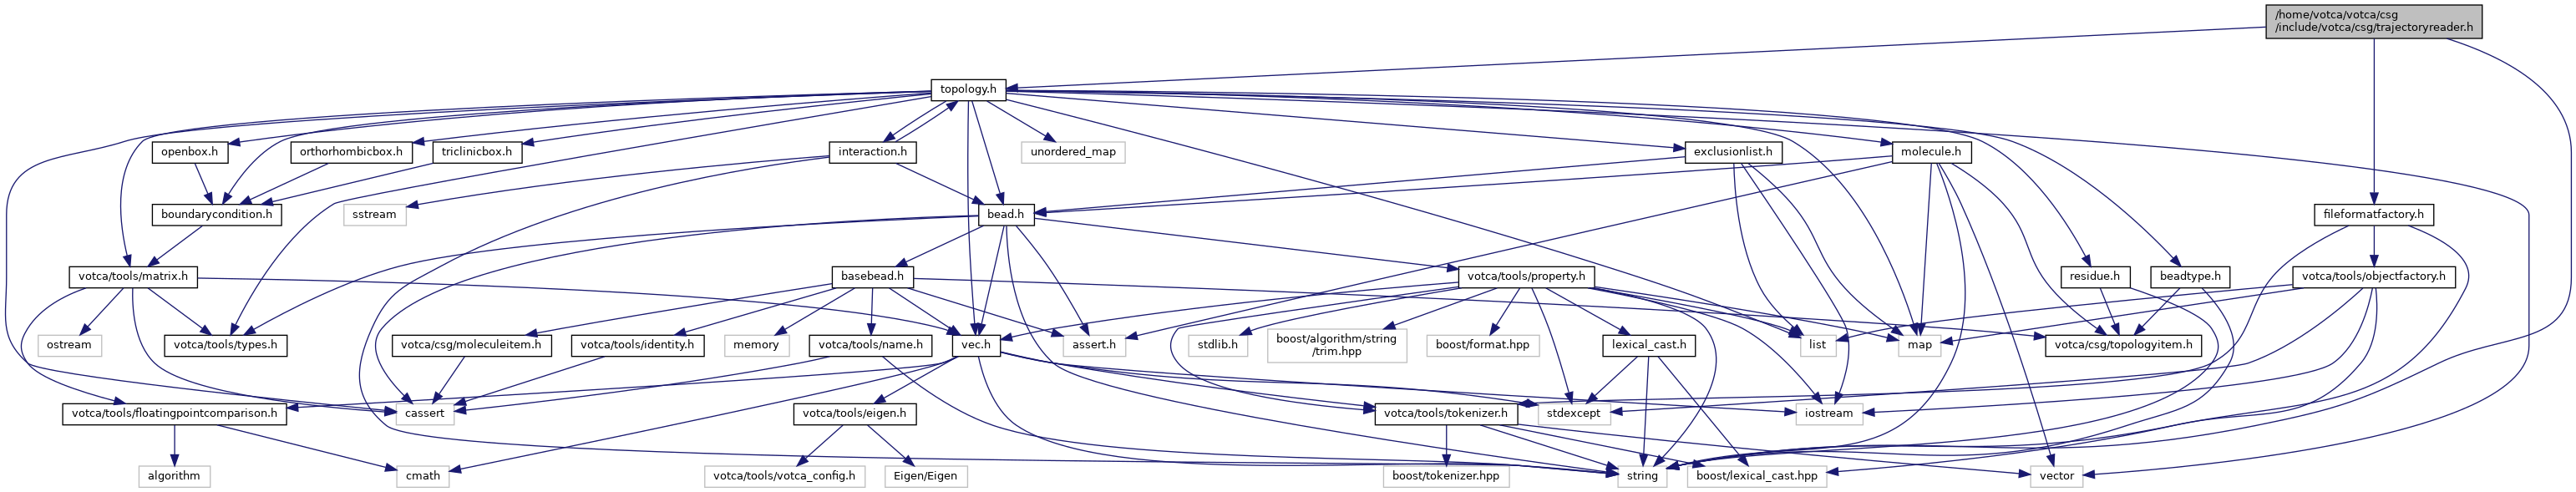 /home/votca/votca/csg
/include/votca/csg/trajectoryreader.h
topology.h
openbox.h
orthorhombicbox.h
triclinicbox.h
interaction.h
unordered_map
exclusionlist.h
molecule.h
boundarycondition.h
sstream
bead.h
fileformatfactory.h
votca/tools/matrix.h
basebead.h
votca/tools/property.h
residue.h
beadtype.h
votca/tools/objectfactory.h
ostream
votca/tools/types.h
votca/csg/moleculeitem.h
votca/tools/identity.h
memory
votca/tools/name.h
vec.h
assert.h
stdlib.h
boost/algorithm/string
/trim.hpp
boost/format.hpp
lexical_cast.h
list
map
votca/csg/topologyitem.h
votca/tools/floatingpointcomparison.h
cassert
votca/tools/eigen.h
votca/tools/tokenizer.h
stdexcept
iostream
algorithm
cmath
votca/tools/votca_config.h
Eigen/Eigen
boost/tokenizer.hpp
string
boost/lexical_cast.hpp
vector